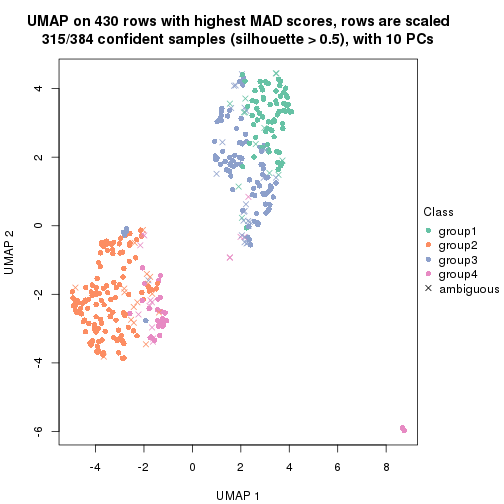 UMAP on 430 rows with highest MAD scores, rows are scaled
315/384 confident samples (silhouette > 0.5), with 10 PCs
4
2
0
-2
-4
-6
UMAP 2
-4
-2
0
2
4
6
8
UMAP 1
Class
group1
group2
group3
group4
ambiguous